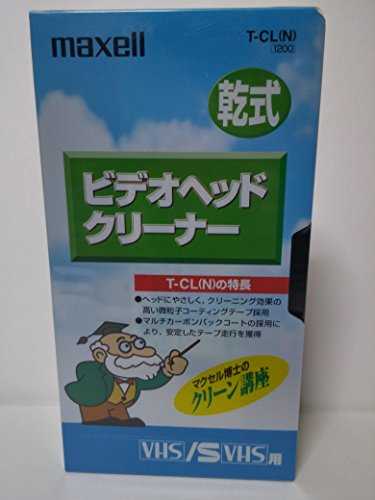 maxell
T-CL(N)
[1200]
乾式
ビデオヘッド
クリーナー
T-CL(N)の特長
●ヘッドにやさしく、クリーニング効果の
高い微粒子コーティングテープ採用
●マルチカーボンバックコートの採用に
より、安定したテープ走行を獲得
マクセル博士の
クリーン講座
VHS/S VHS用